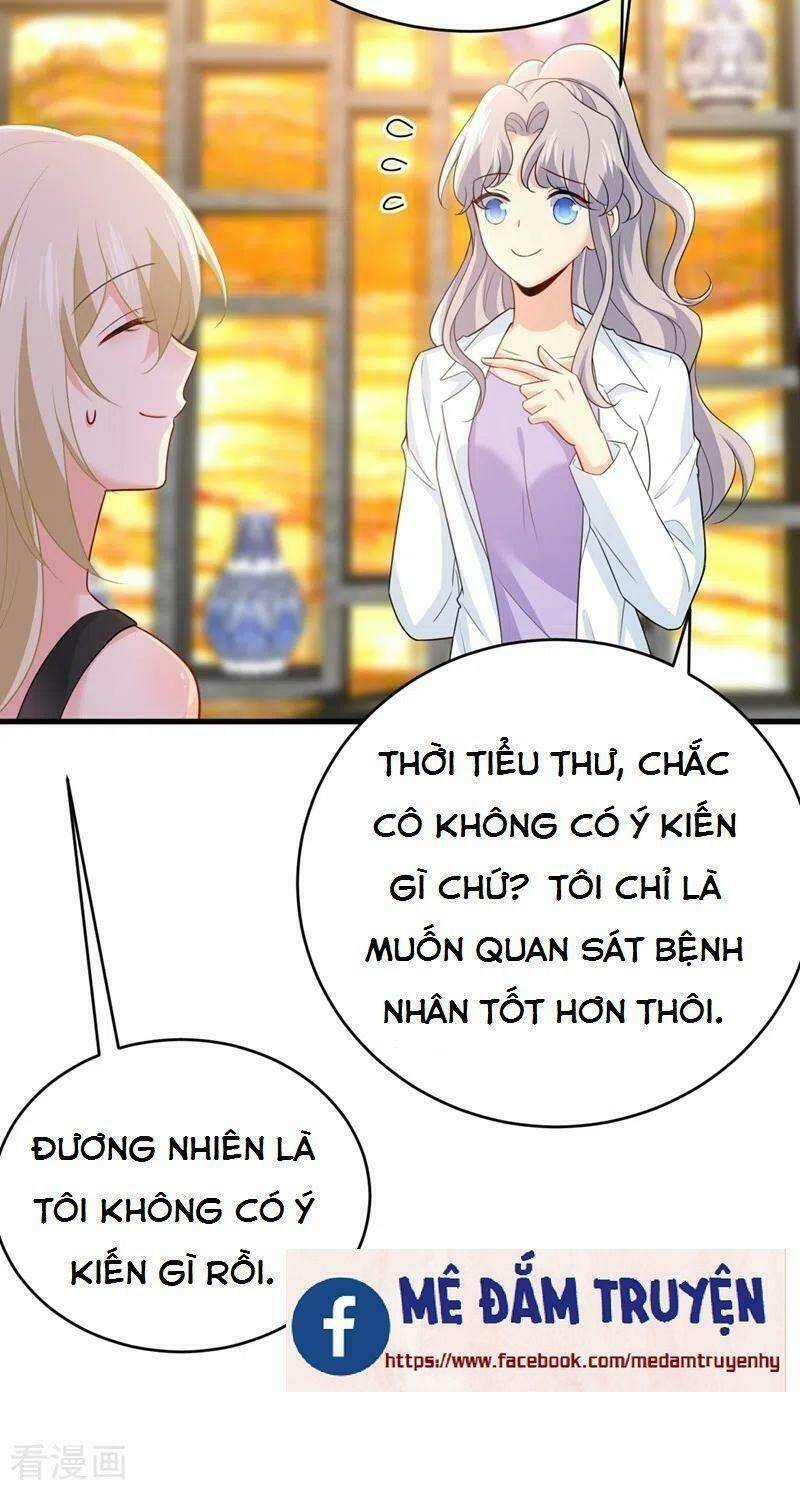 THỜI TIỂU THƯ, CHẮC
CÔ KHÔNG CÓ Ý KIẾN
GÌ CHỨ? TÔI CHỈ LÀ
MUỐN QUAN SÁT BỆNH
NHÂN TỐT HƠN THÔI.
ĐƯƠNG NHIÊN LÀ
TÔI KHÔNG CÓ Ý
KIẾN GÌ RỒI.
f MÊ ĐẮM TRUYỆN
https://www.facebook.com/medamtruyenhy
看漫画